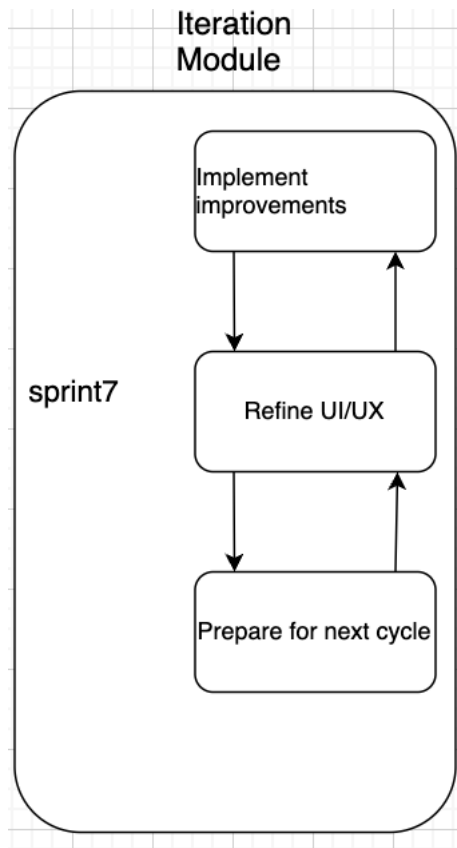 Iteration
Module
Implement
improvements
sprint7
Refine UI/UX
Prepare for next cycle